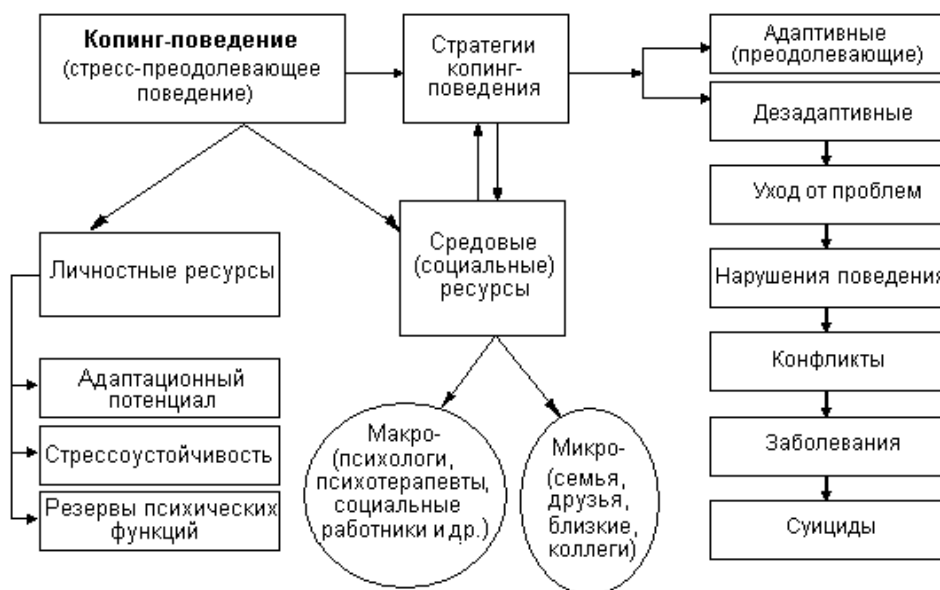 Копинг-поведение
(стресс-преодолевающее
поведение)
Стратегии
копинг-
поведения
Адаптивные
(преодолевающие)
Дезадаптивные
Уход от проблем
Личностные ресурсы
Средовые
(социальные)
ресурсы
Нарушения поведения
Конфликты
Адаптационный
потенциал
Стрессоустойчивость
Резервы психических
функций
Макро-
(психологи,
психотерапевты,
социальные
работники и др.)
Микро-
(семья,
друзья,
близкие,
коллеги)
Заболевания
Суициды